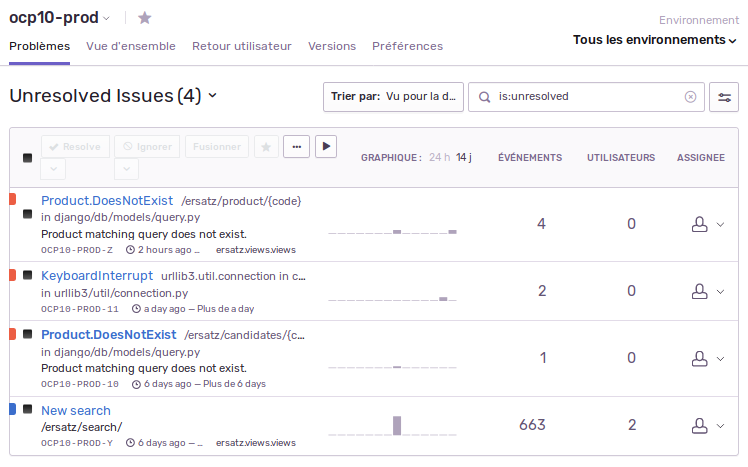 ocp10-prod
Environnement
Tous les environnements
Problèmes Vue d'ensemble Retour utilisateur Versions Préférences
Unresolved Issues (4)
Trier par: Vu pour la d...
is:unresolved
Resolve Ignorer Fusionner
GRAPHIQUE : 24 h 14 j ÉVÉNEMENTS UTILISATEURS ASSIGNEE
Product.DoesNotExist /ersatz/product/{code}
in django/db/models/query.py
Product matching query does not exist.
OCP10-PROD-Z 2 hours ago ... ersatz.views.views
4 0
KeyboardInterrupt urllib3.util.connection in c...
in urllib3/util/connection.py
OCP10-PROD-11 a day ago — Plus de a day
2 0
Product.DoesNotExist /ersatz/candidates/{c...
in django/db/models/query.py
Product matching query does not exist.
OCP10-PROD-10 6 days ago — Plus de 6 days
1 0
New search
/ersatz/search/
OCP10-PROD-Y 6 days ago — ... ersatz.views.views
663 2